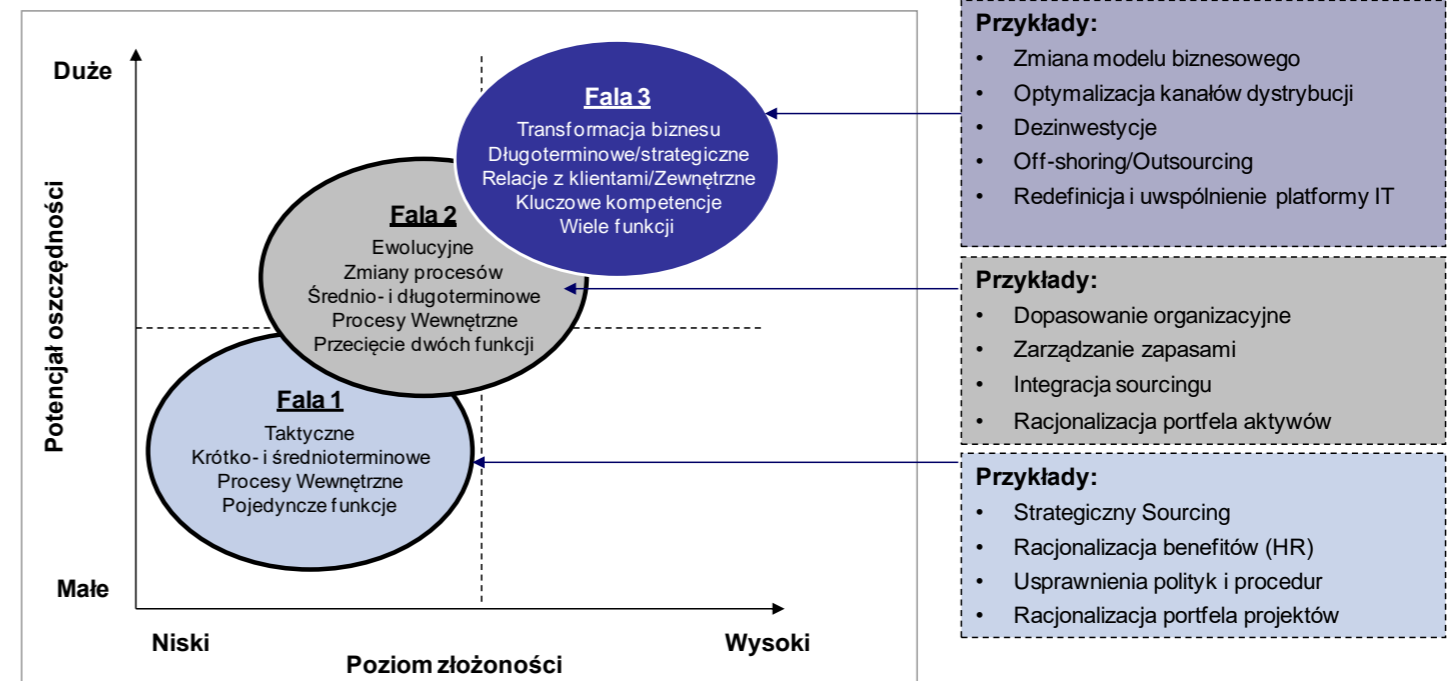 Duże
Potencjał oszczędności
Małe
Niski
Wysoki
Poziom złożoności
Fala 3
Transformacja biznesu
Długoterminowe/strategiczne
Relacje z klientami/Zewnętrzne
Kluczowe kompetencje
Wiele funkcji
Fala 2
Ewolucyjne
Zmiany procesów
Średnio- i długoterminowe
Procesy Wewnętrzne
Przecięcie dwóch funkcji
Fala 1
Taktyczne
Krótko- i średnioterminowe
Procesy Wewnętrzne
Pojedyncze funkcje
Przykłady:
• Zmiana modelu biznesowego
• Optymalizacja kanałów dystrybucji
• Dezinwestycje
• Off-shoring/Outsourcing
• Redefinicja i uwspólnienie platformy IT
Przykłady:
• Dopasowanie organizacyjne
• Zarządzanie zapasami
• Integracja sourcingu
• Racjonalizacja portfela aktywów
Przykłady:
• Strategiczny Sourcing
• Racjonalizacja benefitów (HR)
• Usprawnienia polityk i procedur
• Racjonalizacja portfela projektów